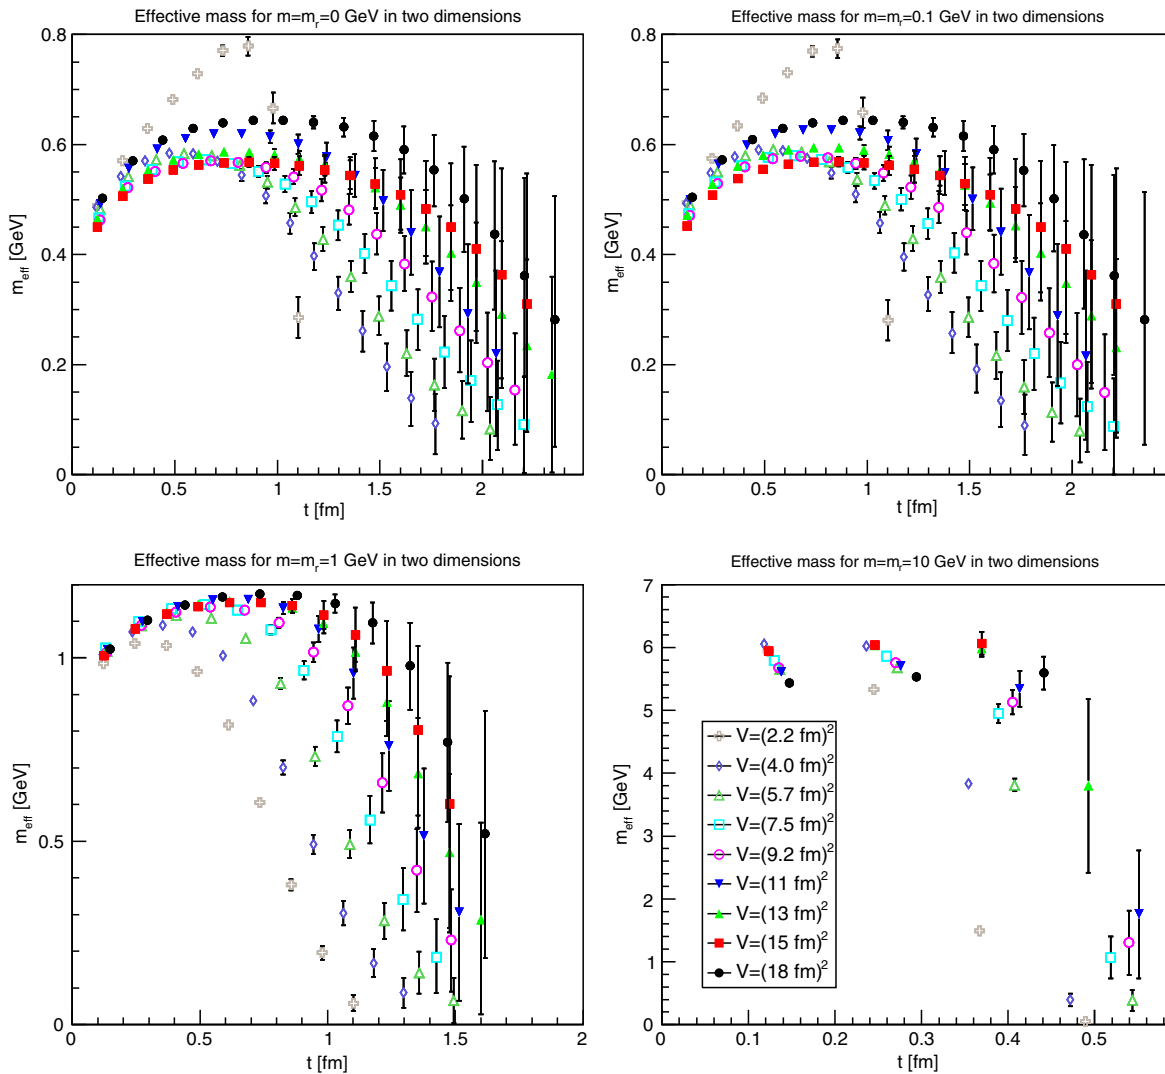 Effective mass for m=m_r=0 GeV in two dimensions
m_eff [GeV]
0.8
0.6
0.4
0.2
0
0 0.5 1 1.5 2
t [fm]
Effective mass for m=m_r=0.1 GeV in two dimensions
m_eff [GeV]
0.8
0.6
0.4
0.2
0
0 0.5 1 1.5 2
t [fm]
Effective mass for m=m_r=1 GeV in two dimensions
m_eff [GeV]
1
0.5
0
0 0.5 1 1.5 2
t [fm]
Effective mass for m=m_r=10 GeV in two dimensions
m_eff [GeV]
7
6
5
4
3
2
1
0
V=(2.2 fm)²
V=(4.0 fm)²
V=(5.7 fm)²
V=(7.5 fm)²
V=(9.2 fm)²
V=(11 fm)²
V=(13 fm)²
V=(15 fm)²
V=(18 fm)²
0 0.1 0.2 0.3 0.4 0.5
t [fm]